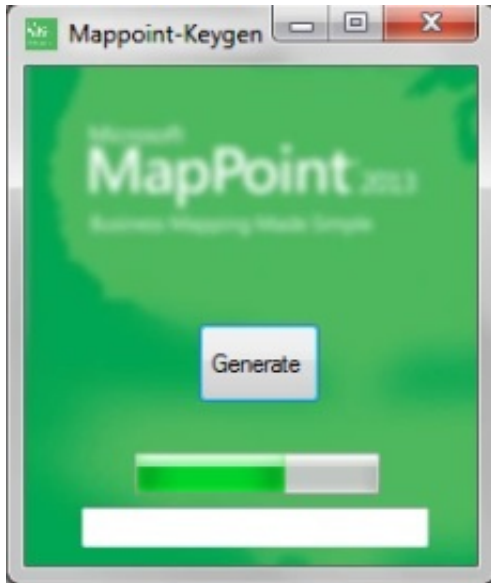 Mappoint-Keygen
Microsoft
MapPoint 2013
Business Mapping Made Simple
Generate